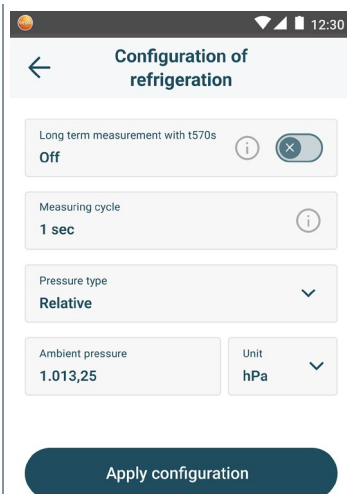 12:30
Configuration of
refrigeration
Long term measurement with t570s
Off
Measuring cycle
1 sec
Pressure type
Relative
Ambient pressure
1.013,25
Unit
hPa
Apply configuration